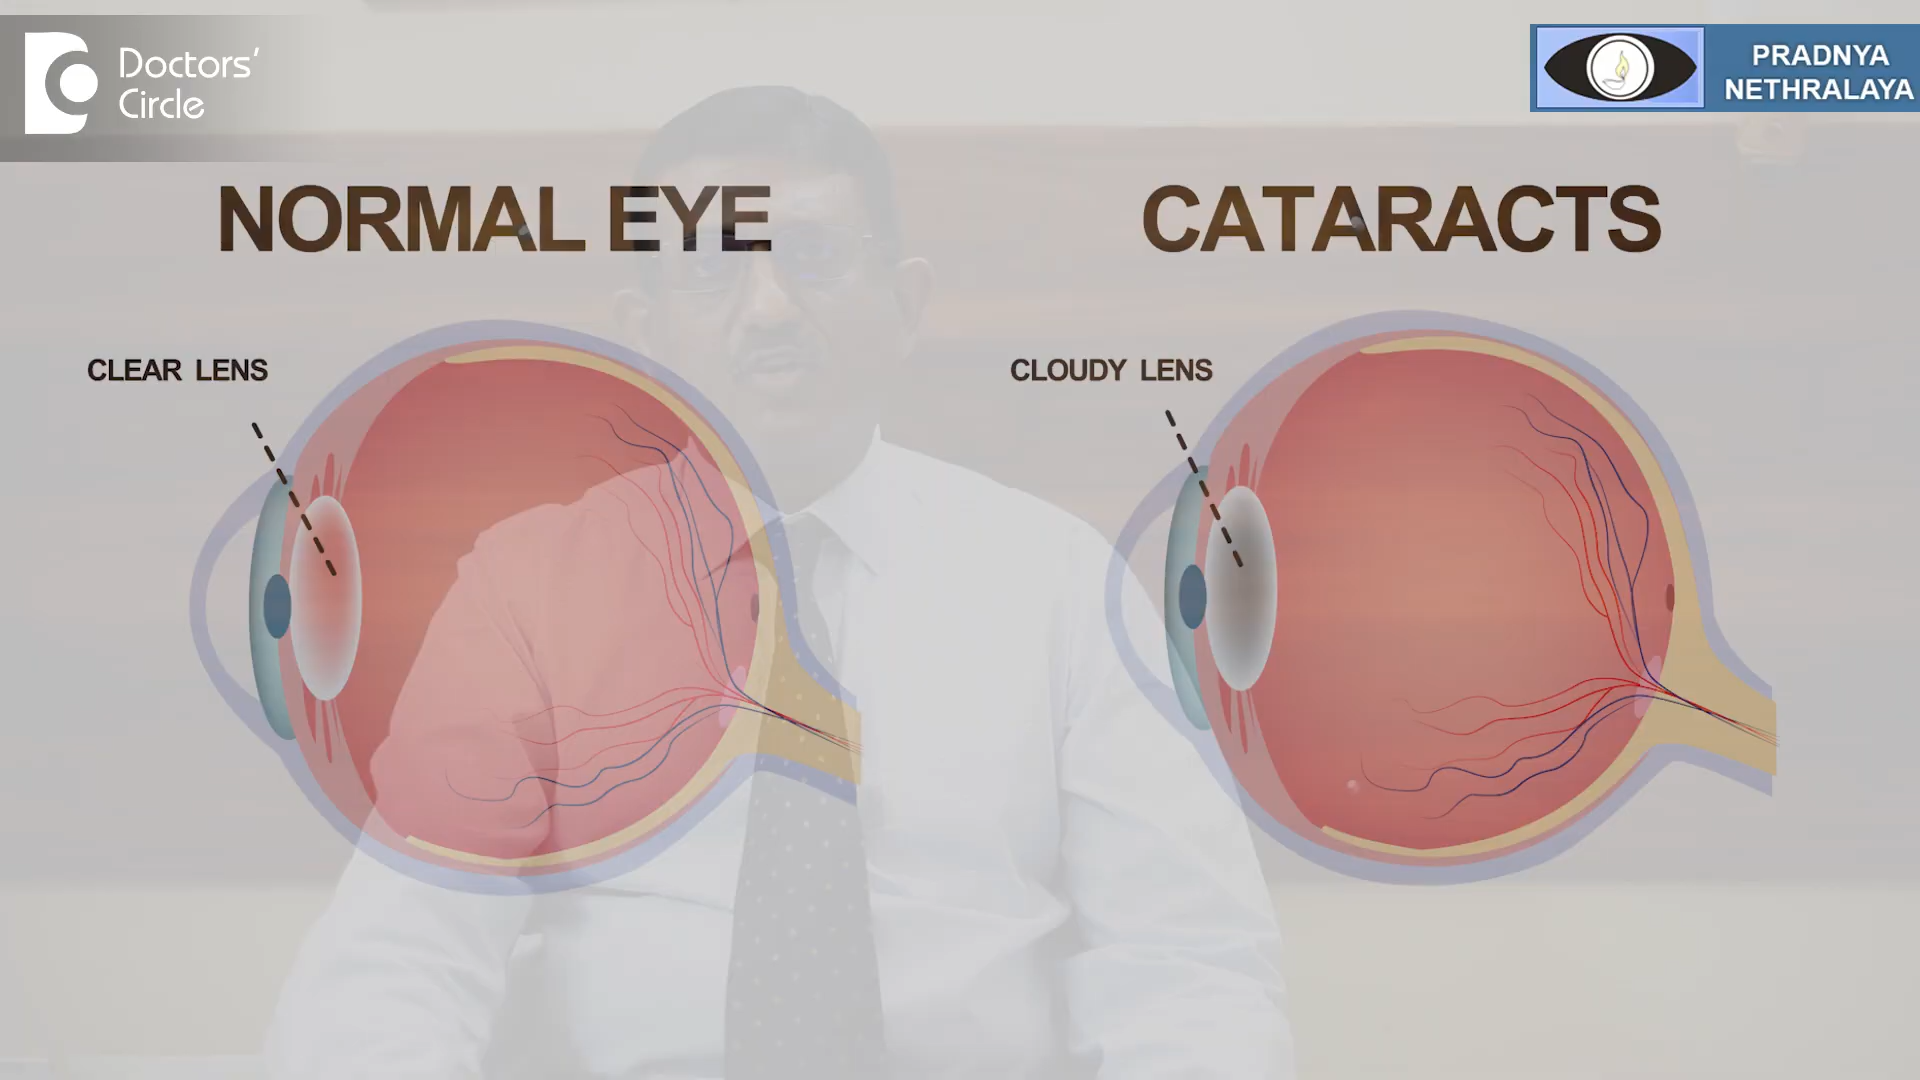 Doctors'
Circle
PRADNYA
NETHRALAYA
NORMAL EYE
CATARACTS
CLEAR LENS
CLOUDY LENS